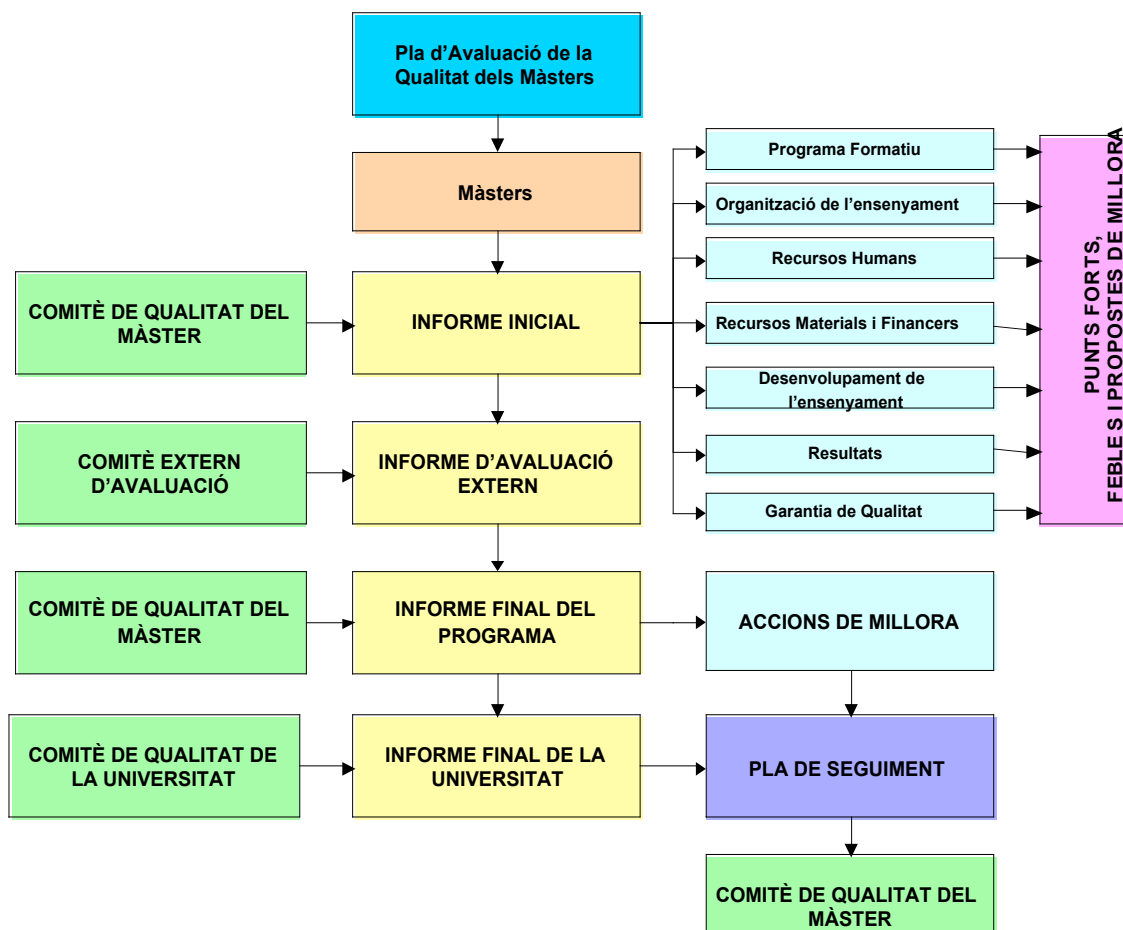 Pla d’Avaluació de la
Qualitat dels Màsters
Màsters
Programa Formatiu
Organització de l’ensenyament
Recursos Humans
COMITÈ DE QUALITAT DEL
MÀSTER
INFORME INICIAL
Recursos Materials i Financers
Desenvolupament de
l’ensenyament
Resultats
Garantia de Qualitat
PUNTS FORTS,
FEBLES I PROPOSTES DE MILLORA
COMITÈ EXTERN
D’AVALUACIÓ
INFORME D’AVALUACIÓ
EXTERN
COMITÈ DE QUALITAT DEL
MÀSTER
INFORME FINAL DEL
PROGRAMA
ACCIONS DE MILLORA
COMITÈ DE QUALITAT DE
LA UNIVERSITAT
INFORME FINAL DE LA
UNIVERSITAT
PLA DE SEGUIMENT
COMITÈ DE QUALITAT DEL
MÀSTER